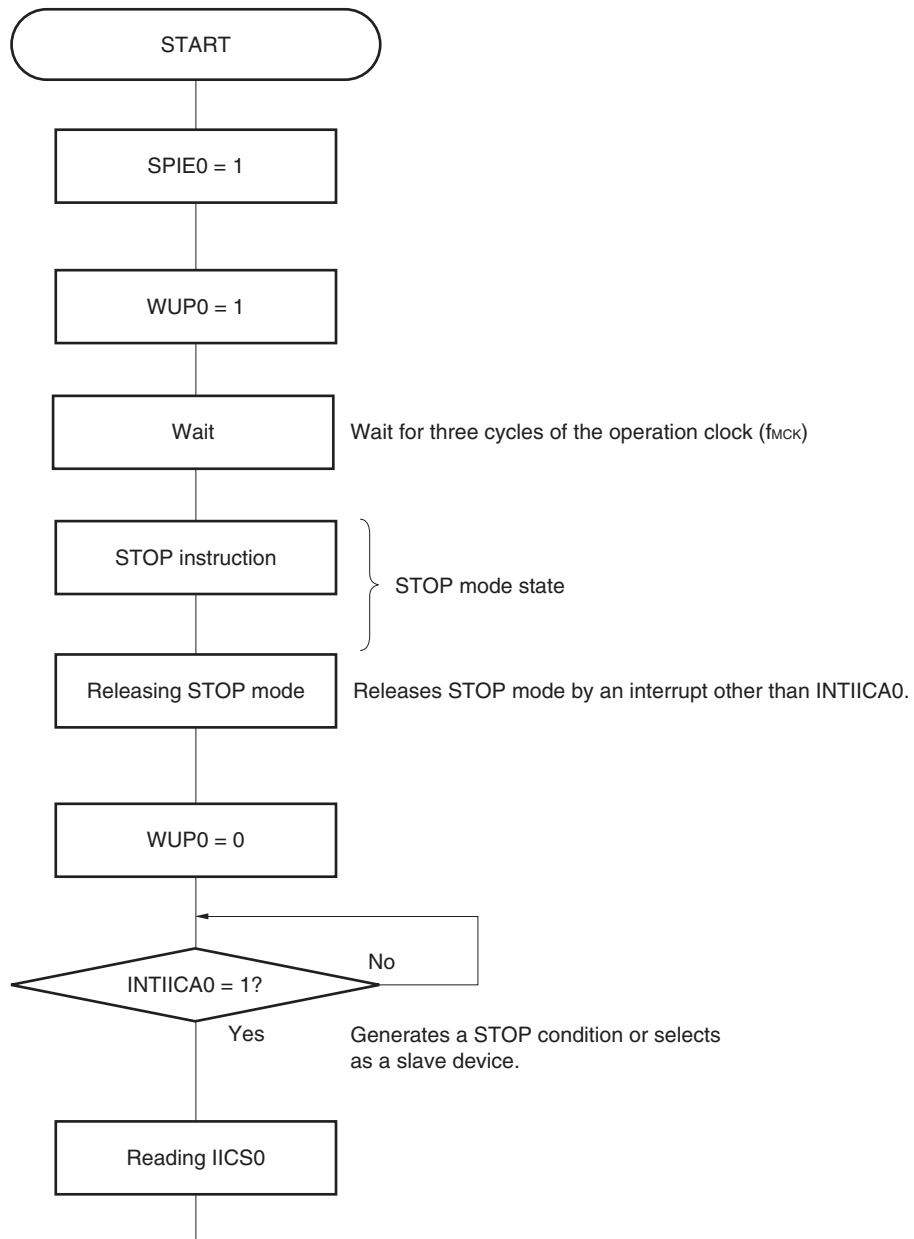 START
SPIE0 = 1
WUP0 = 1
Wait
Wait for three cycles of the operation clock (fMCK)
STOP instruction
STOP mode state
Releasing STOP mode
Releases STOP mode by an interrupt other than INTIICA0.
WUP0 = 0
No
INTIICA0 = 1?
Yes
Generates a STOP condition or selects
as a slave device.
Reading IICS0